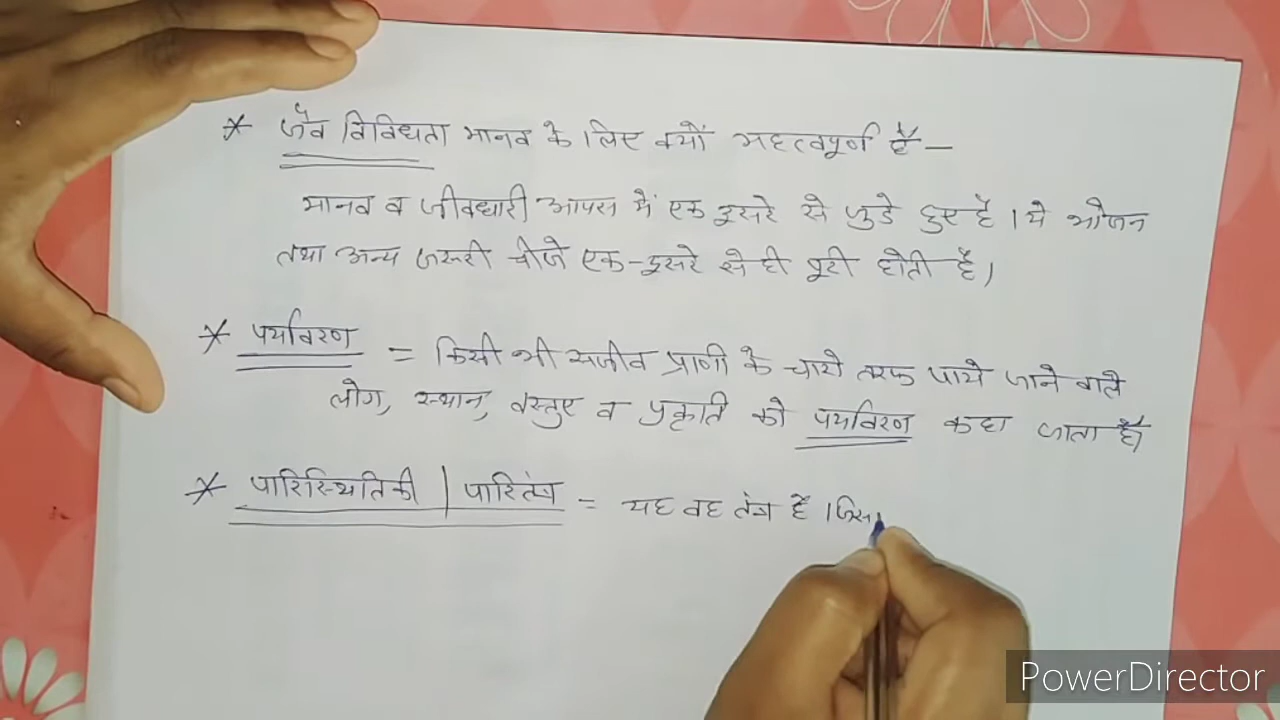 * जैव विविधता मानव के लिए क्यों महत्वपूर्ण है –
मानव व जीवधारी आपस में एक दूसरे से जुडे हुए है । ये भोजन
तथा अन्य जरूरी चीजे एक-दूसरे से ही पूरी होती है।
* पर्यावरण = किसी भी सजीव प्राणी के चारो तरफ पाये जाने वाले
लोग, स्थान, वस्तुए व प्रकृति को पर्यावरण कहा जाता है।
* पारिस्थितिकी | पारितंत्र = यह वह तंत्र है । जिस
PowerDirector